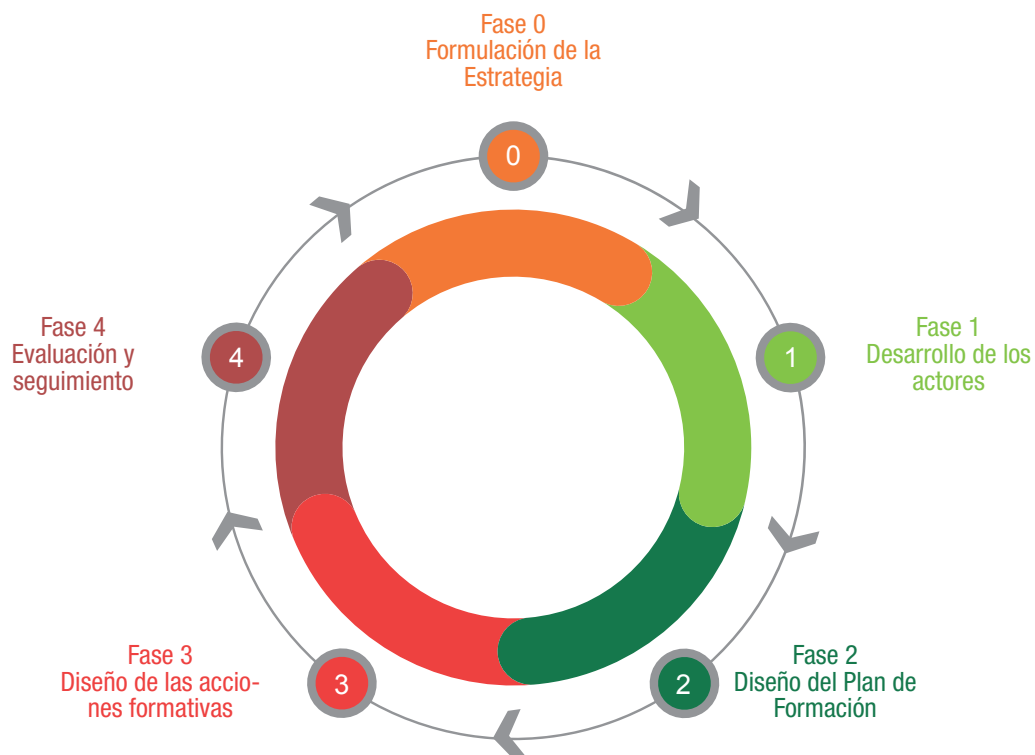 Fase 0
Formulación de la
Estrategia
0
Fase 1
Desarrollo de los
actores
1
Fase 2
Diseño del Plan de
Formación
2
Fase 3
Diseño de las accio-
nes formativas
3
Fase 4
Evaluación y
seguimiento
4